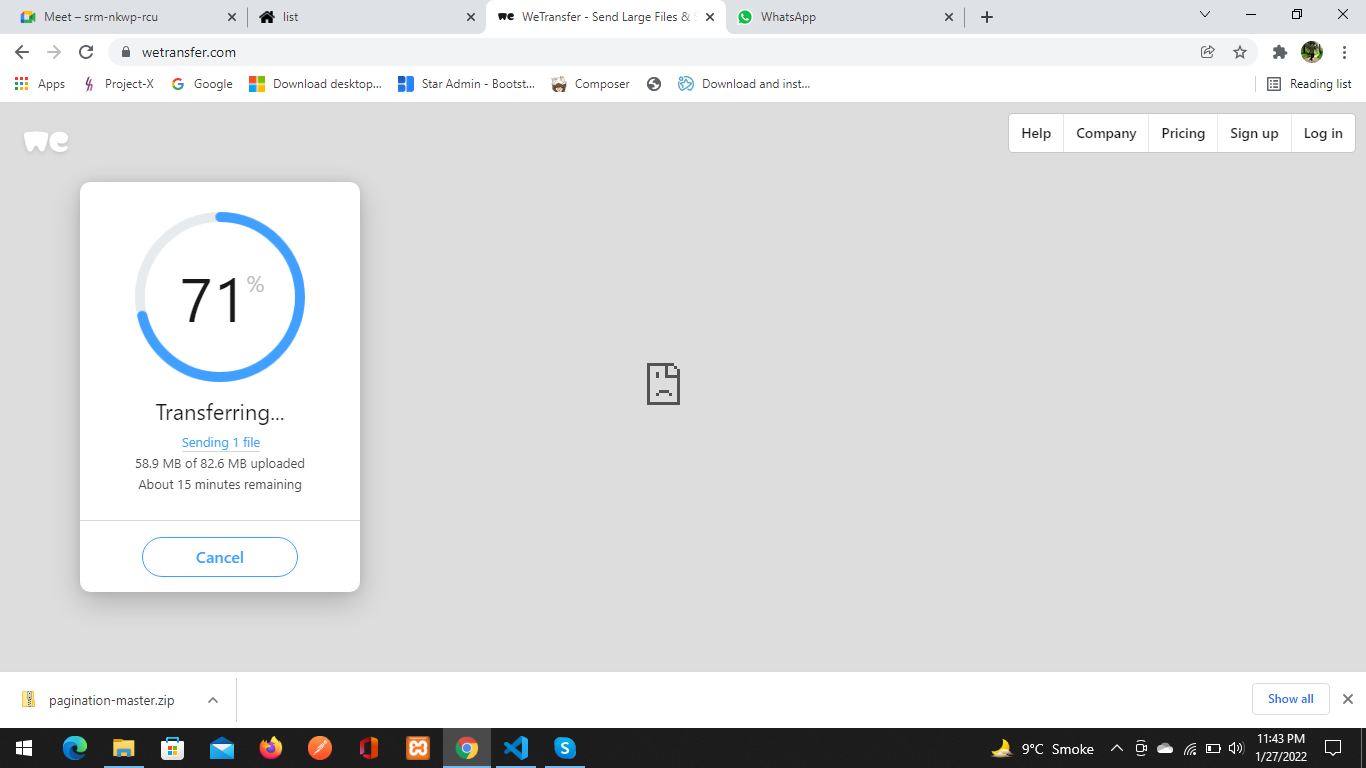 Meet – srm-nkwp-rcu
list
WeTransfer - Send Large Files &
WhatsApp
wetransfer.com
Apps
Project-X
Google
Download desktop...
Star Admin - Bootst...
Composer
Download and inst...
Reading list
we
Help
Company
Pricing
Sign up
Log in
71%
Transferring...
Sending 1 file
58.9 MB of 82.6 MB uploaded
About 15 minutes remaining
Cancel
pagination-master.zip
Show all
9°C Smoke
11:43 PM
1/27/2022